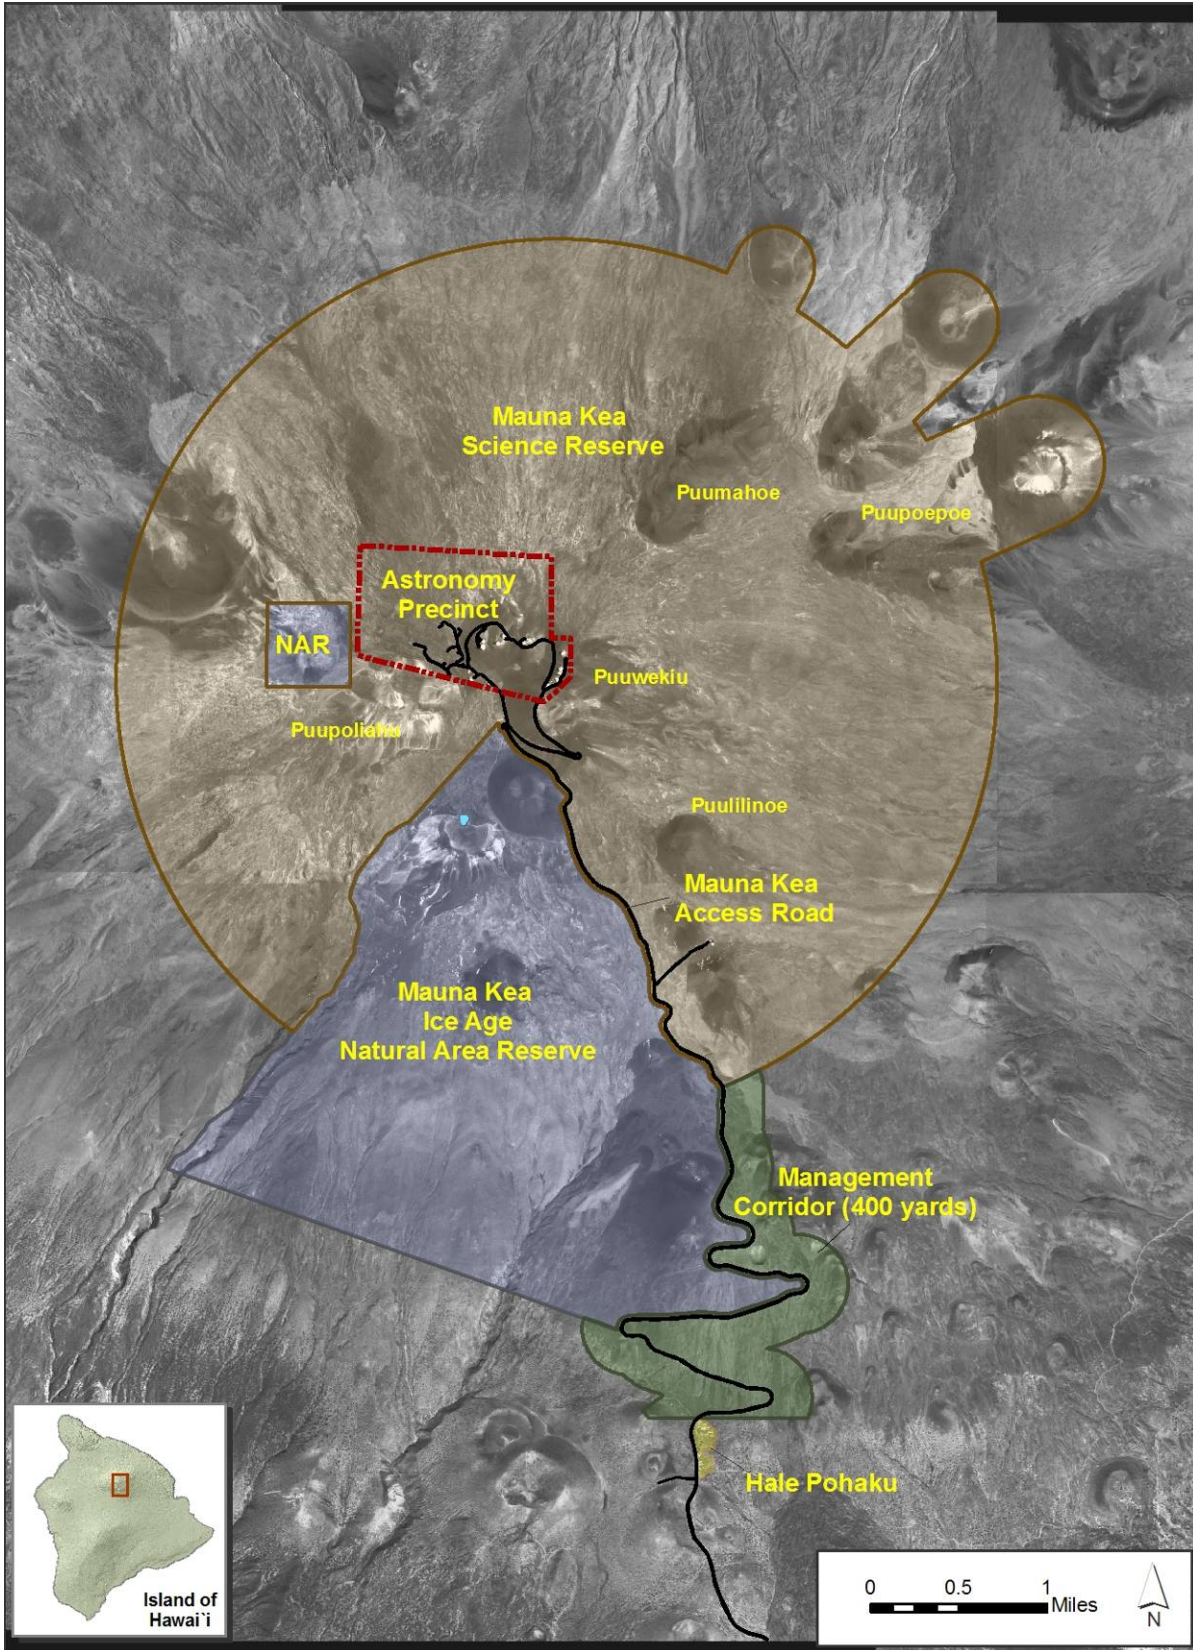 Mauna Kea
Science Reserve
Puumahoe
Puupoepoe
Astronomy
Precinct
NAR
Puuwekiu
Puupoliahu
Puulilinoe
Mauna Kea
Access Road
Mauna Kea
Ice Age
Natural Area Reserve
Management
Corridor (400 yards)
Hale Pohaku
Island of
Hawai`i
0 0.5 1
Miles
N